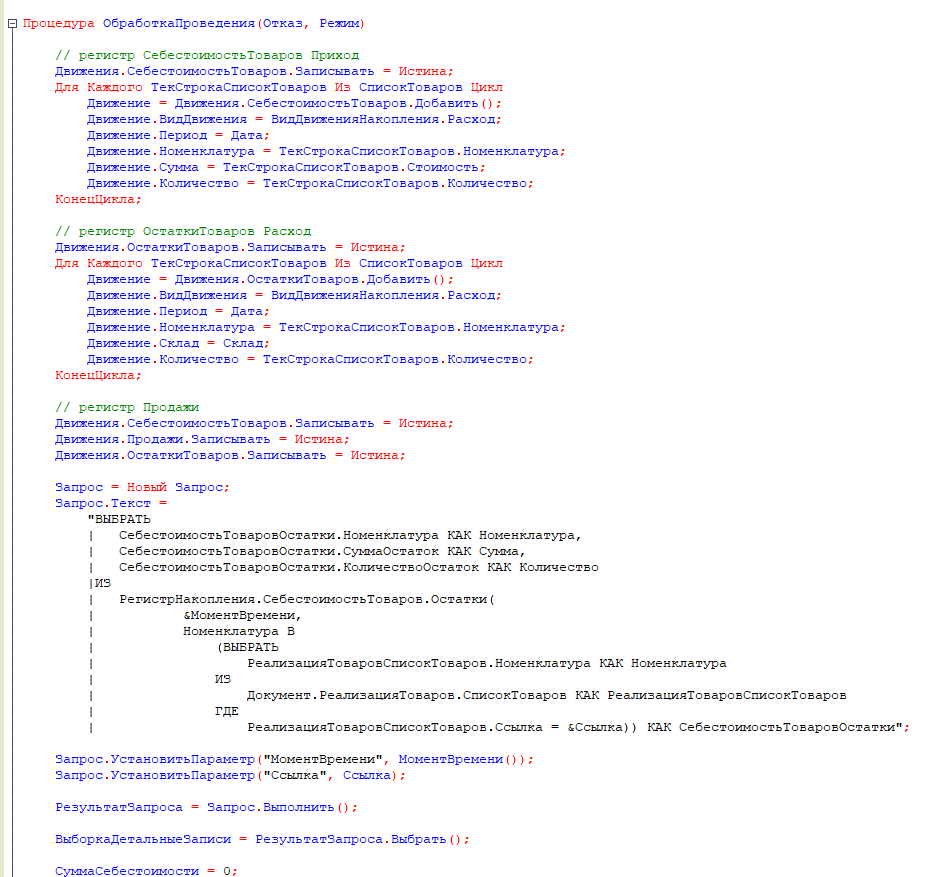 Процедура ОбработкаПроведения(Отказ, Режим)
// регистр СебестоимостьТоваров Приход
Движения.СебестоимостьТоваров.Записывать = Истина;
Для Каждого ТекСтрокаСписокТоваров Из СписокТоваров Цикл
Движение = Движения.СебестоимостьТоваров.Добавить();
Движение.ВидДвижения = ВидДвиженияНакопления.Расход;
Движение.Период = Дата;
Движение.Номенклатура = ТекСтрокаСписокТоваров.Номенклатура;
Движение.Сумма = ТекСтрокаСписокТоваров.Стоимость;
Движение.Количество = ТекСтрокаСписокТоваров.Количество;
КонецЦикла;
// регистр ОстаткиТоваров Расход
Движения.ОстаткиТоваров.Записывать = Истина;
Для Каждого ТекСтрокаСписокТоваров Из СписокТоваров Цикл
Движение = Движения.ОстаткиТоваров.Добавить();
Движение.ВидДвижения = ВидДвиженияНакопления.Расход;
Движение.Период = Дата;
Движение.Номенклатура = ТекСтрокаСписокТоваров.Номенклатура;
Движение.Склад = Склад;
Движение.Количество = ТекСтрокаСписокТоваров.Количество;
КонецЦикла;
// регистр Продажи
Движения.СебестоимостьТоваров.Записывать = Истина;
Движения.Продажи.Записывать = Истина;
Движения.ОстаткиТоваров.Записывать = Истина;
Запрос = Новый Запрос;
Запрос.Текст =
"ВЫБРАТЬ
| СебестоимостьТоваровОстатки.Номенклатура КАК Номенклатура,
| СебестоимостьТоваровОстатки.СуммаОстаток КАК Сумма,
| СебестоимостьТоваровОстатки.КоличествоОстаток КАК Количество
|ИЗ
| РегистрНакопления.СебестоимостьТоваров.Остатки(
| &МоментВремени,
| Номенклатура В
| (ВЫБРАТЬ
| РеализацияТоваровСписокТоваров.Номенклатура КАК Номенклатура
| ИЗ
| Документ.РеализацияТоваров.СписокТоваров КАК РеализацияТоваровСписокТоваров
| ГДЕ
| РеализацияТоваровСписокТоваров.Ссылка = &Ссылка)) КАК СебестоимостьТоваровОстатки";
Запрос.УстановитьПараметр("МоментВремени", МоментВремени());
Запрос.УстановитьПараметр("Ссылка", Ссылка);
РезультатЗапроса = Запрос.Выполнить();
ВыборкаДетальныеЗаписи = РезультатЗапроса.Выбрать();
СуммаСебестоимости = 0;